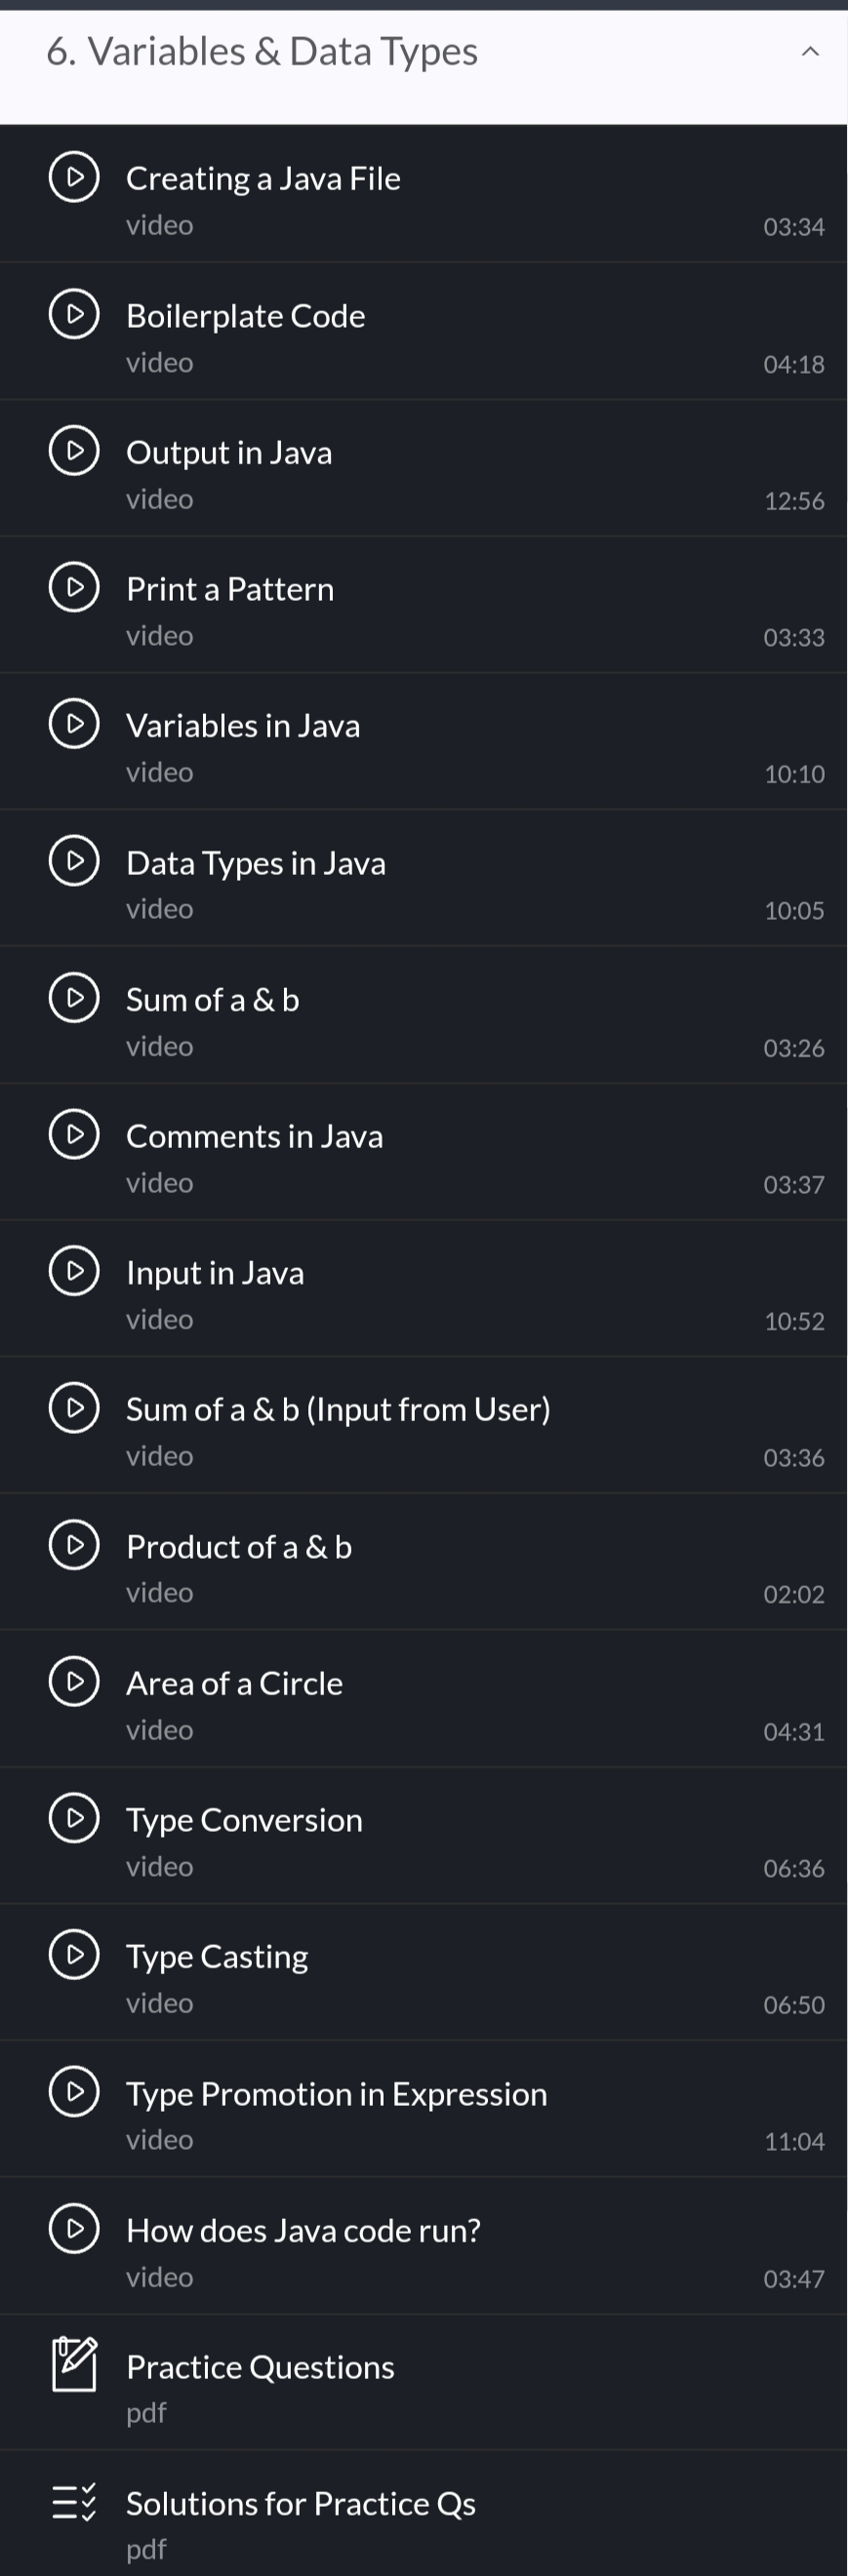 6. Variables & Data Types
Creating a Java File
video
03:34
Boilerplate Code
video
04:18
Output in Java
video
12:56
Print a Pattern
video
03:33
Variables in Java
video
10:10
Data Types in Java
video
10:05
Sum of a & b
video
03:26
Comments in Java
video
03:37
Input in Java
video
10:52
Sum of a & b (Input from User)
video
03:36
Product of a & b
video
02:02
Area of a Circle
video
04:31
Type Conversion
video
06:36
Type Casting
video
06:50
Type Promotion in Expression
video
11:04
How does Java code run?
video
03:47
Practice Questions
pdf
Solutions for Practice Qs
pdf